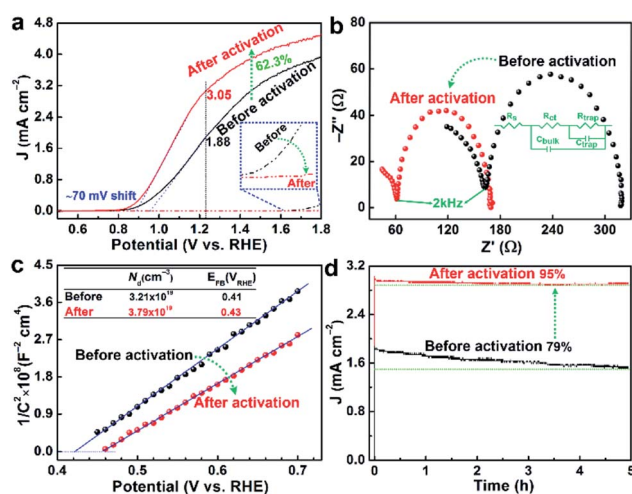 a
J (mA cm⁻²)
4.8
3.6
2.4
1.2
0.0
After activation
62.3%
Before activation
3.05
1.88
Before
After
~70 mV shift
0.6 0.8 1.0 1.2 1.4 1.6 1.8
Potential (V vs. RHE)
b
−Z'' (Ω)
80
60
40
20
0
Before activation
After activation
Rs Rct Rtrap
Cbulk Ctrap
2kHz
60 120 180 240 300
Z' (Ω)
c
1/C²×10⁸(F⁻² cm⁴)
4.5
3.6
2.7
1.8
0.9
0.0
Nd(cm⁻³) EFB(VRHE)
Before 3.21x10¹⁹ 0.41
After 3.79x10¹⁹ 0.43
Before activation
After activation
0.4 0.5 0.6 0.7
Potential (V vs. RHE)
d
J (mA cm⁻²)
3.2
2.4
1.6
0.8
0.0
After activation 95%
Before activation 79%
0 1 2 3 4 5
Time (h)